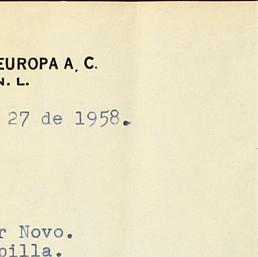 EUROPA A, C.
N. L.
27 de 1958.
r Novo.
pilla.